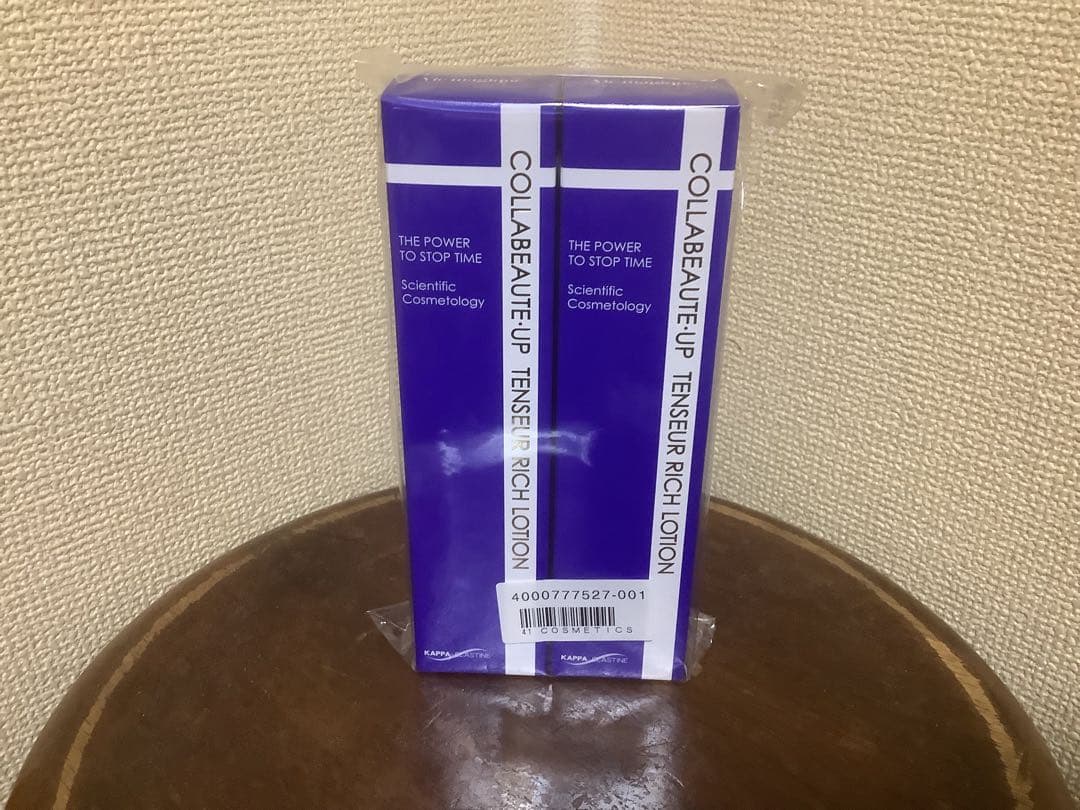 THE POWER
TO STOP TIME
Scientific
Cosmetology
COLLABEAUTE·UP TENSEUR RICH LOTION
KAPPA ELASTINE
THE POWER
TO STOP TIME
Scientific
Cosmetology
COLLABEAUTE·UP TENSEUR RICH LOTION
4000777527-001
41 COSMETICS
KAPPA ELASTINE